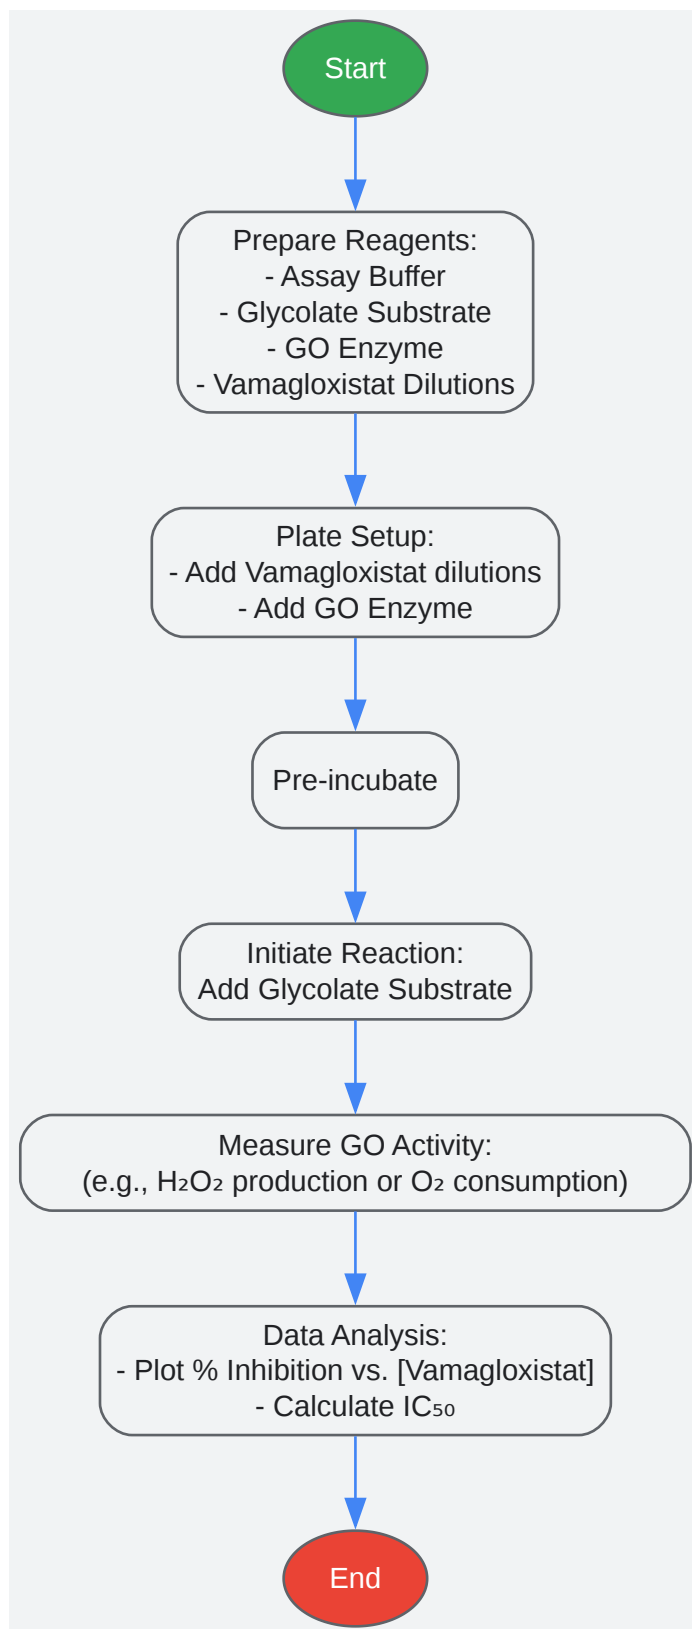 Start
Prepare Reagents:
- Assay Buffer
- Glycolate Substrate
- GO Enzyme
- Vamagloxistat Dilutions
Plate Setup:
- Add Vamagloxistat dilutions
- Add GO Enzyme
Pre-incubate
Initiate Reaction:
Add Glycolate Substrate
Measure GO Activity:
(e.g., H₂O₂ production or O₂ consumption)
Data Analysis:
- Plot % Inhibition vs. [Vamagloxistat]
- Calculate IC₅₀
End